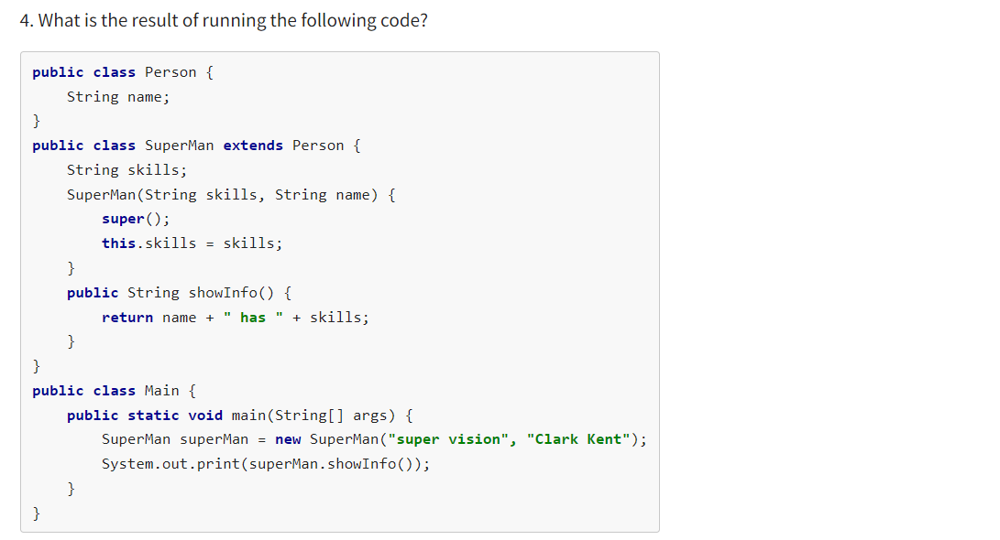 4. What is the result of running the following code?
public class Person {
    String name;
}
public class SuperMan extends Person {
    String skills;
    SuperMan(String skills, String name) {
        super();
        this.skills = skills;
    }
    public String showInfo() {
        return name + " has " + skills;
    }
}
public class Main {
    public static void main(String[] args) {
        SuperMan superMan = new SuperMan("super vision", "Clark Kent");
        System.out.print(superMan.showInfo());
    }
}